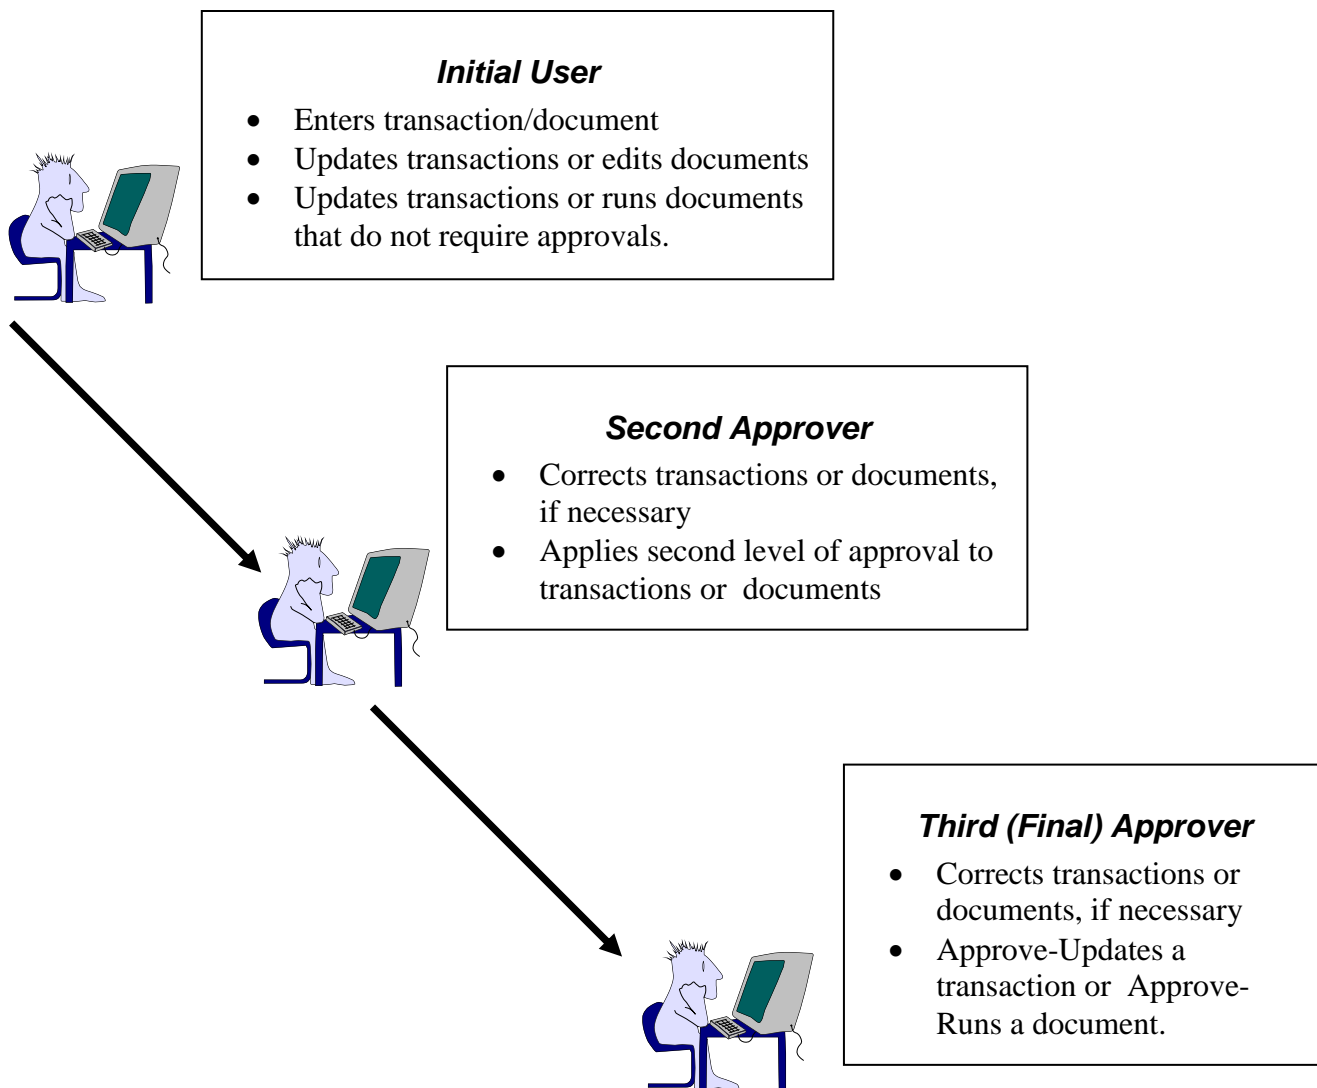 Initial User
• Enters transaction/document
• Updates transactions or edits documents
• Updates transactions or runs documents
that do not require approvals.
Second Approver
• Corrects transactions or documents,
if necessary
• Applies second level of approval to
transactions or  documents
Third (Final) Approver
• Corrects transactions or
documents, if necessary
• Approve-Updates a
transaction or  Approve-
Runs a document.